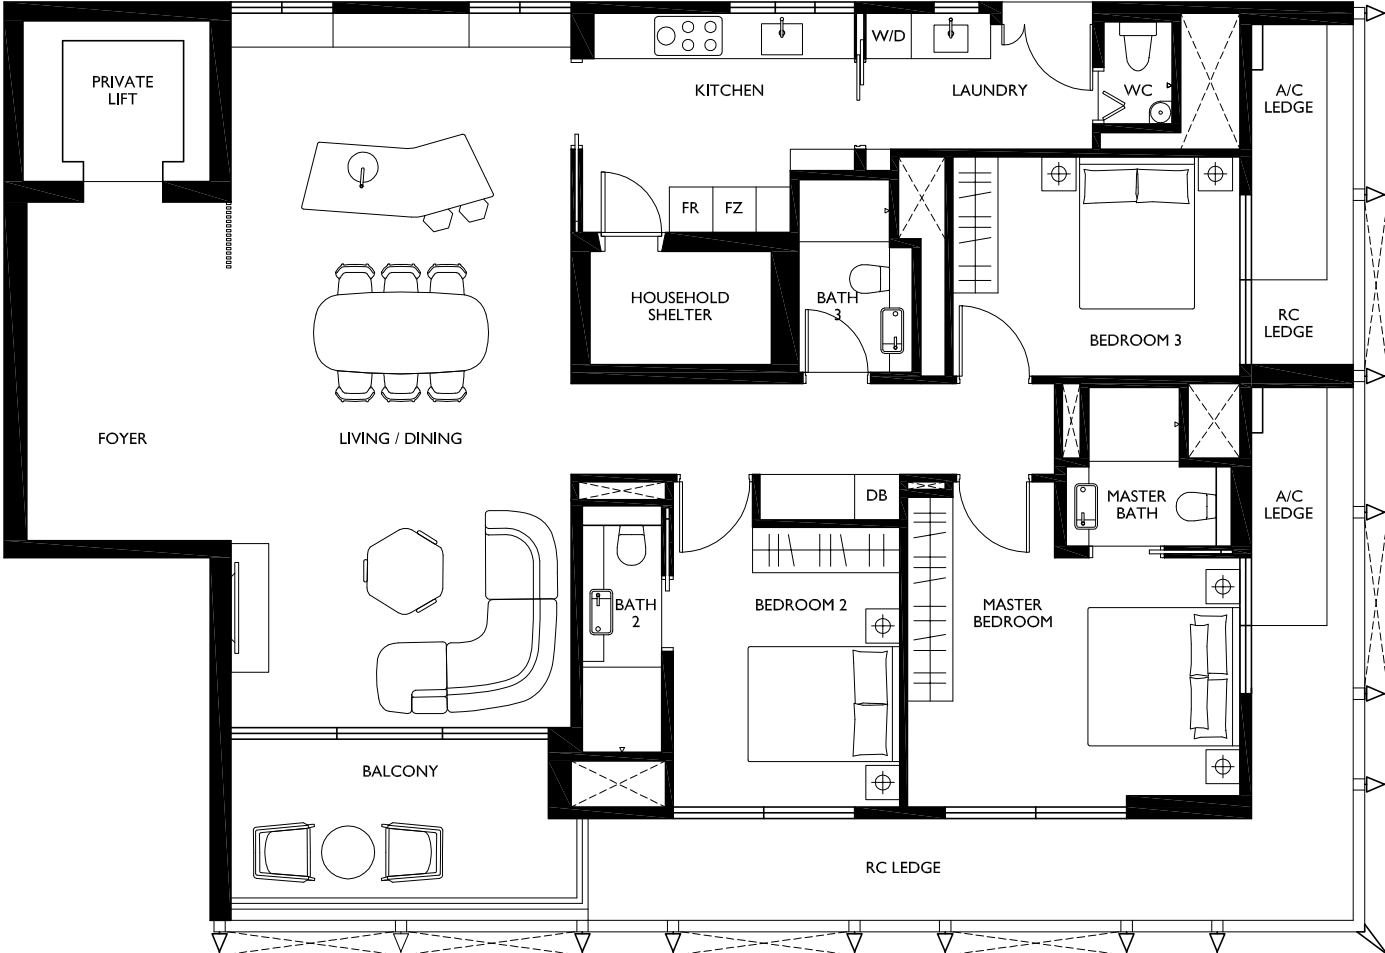 PRIVATE
LIFT
KITCHEN
W/D
LAUNDRY
WC
A/C
LEDGE
FR
FZ
HOUSEHOLD
SHELTER
BATH
3
BEDROOM 3
RC
LEDGE
FOYER
LIVING / DINING
DB
MASTER
BATH
A/C
LEDGE
BATH
2
BEDROOM 2
MASTER
BEDROOM
BALCONY
RC LEDGE